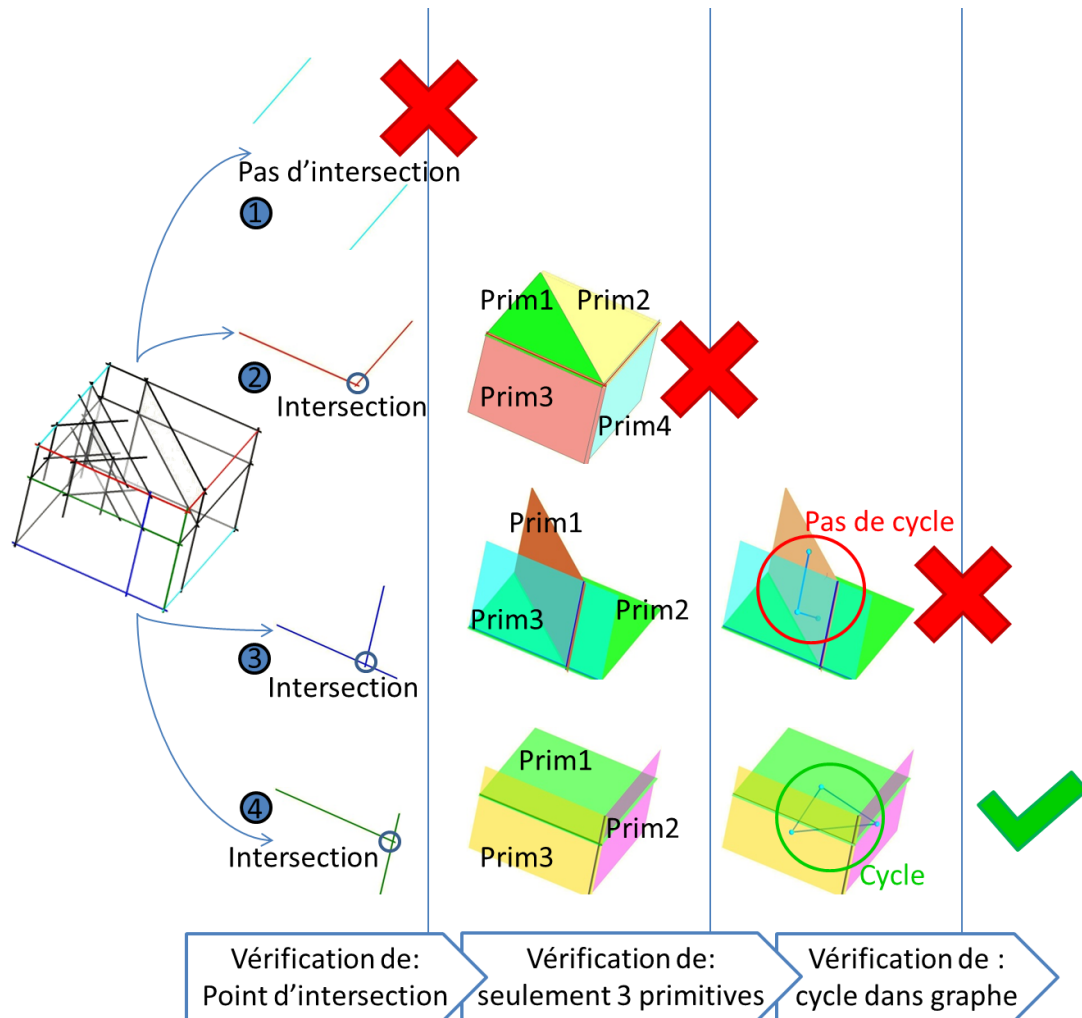 Pas d'intersection
1
Prim1
Prim2
2
Intersection
Prim3
Prim4
Prim1
Pas de cycle
Prim3
Prim2
3
Intersection
Prim1
4
Prim2
Intersection
Prim3
Cycle
Vérification de:
Point d'intersection
Vérification de:
seulement 3 primitives
Vérification de :
cycle dans graphe